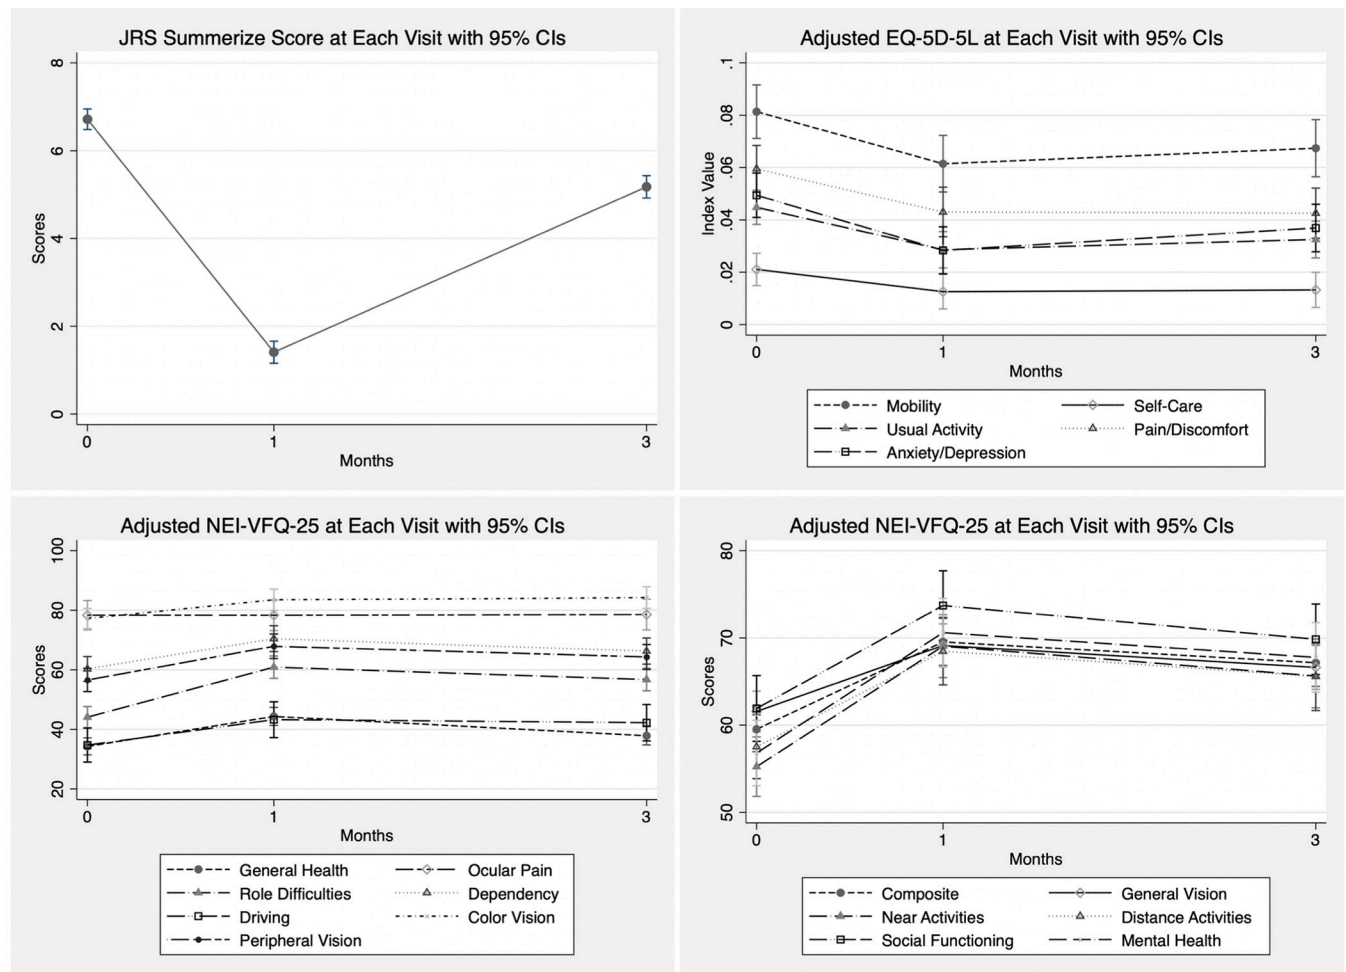 JRS Summerize Score at Each Visit with 95% CIs
8
6
4
2
0
Scores
0 1 3
Months
Adjusted EQ-5D-5L at Each Visit with 95% CIs
.1
.08
.06
.04
.02
0
Index Value
0 1 3
Months
Mobility Self-Care
Usual Activity Pain/Discomfort
Anxiety/Depression
Adjusted NEI-VFQ-25 at Each Visit with 95% CIs
100
80
60
40
20
Scores
0 1 3
Months
General Health Ocular Pain
Role Difficulties Dependency
Driving Color Vision
Peripheral Vision
Adjusted NEI-VFQ-25 at Each Visit with 95% CIs
80
70
60
50
Scores
0 1 3
Months
Composite General Vision
Near Activities Distance Activities
Social Functioning Mental Health